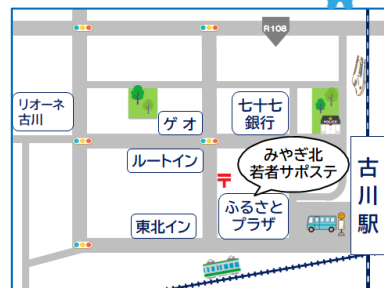 R108
リオーネ
古川
ゲオ
七十七
銀行
POLICE
ルートイン
みやぎ北
若者サポステ
〒
ふるさと
プラザ
東北イン
古川駅